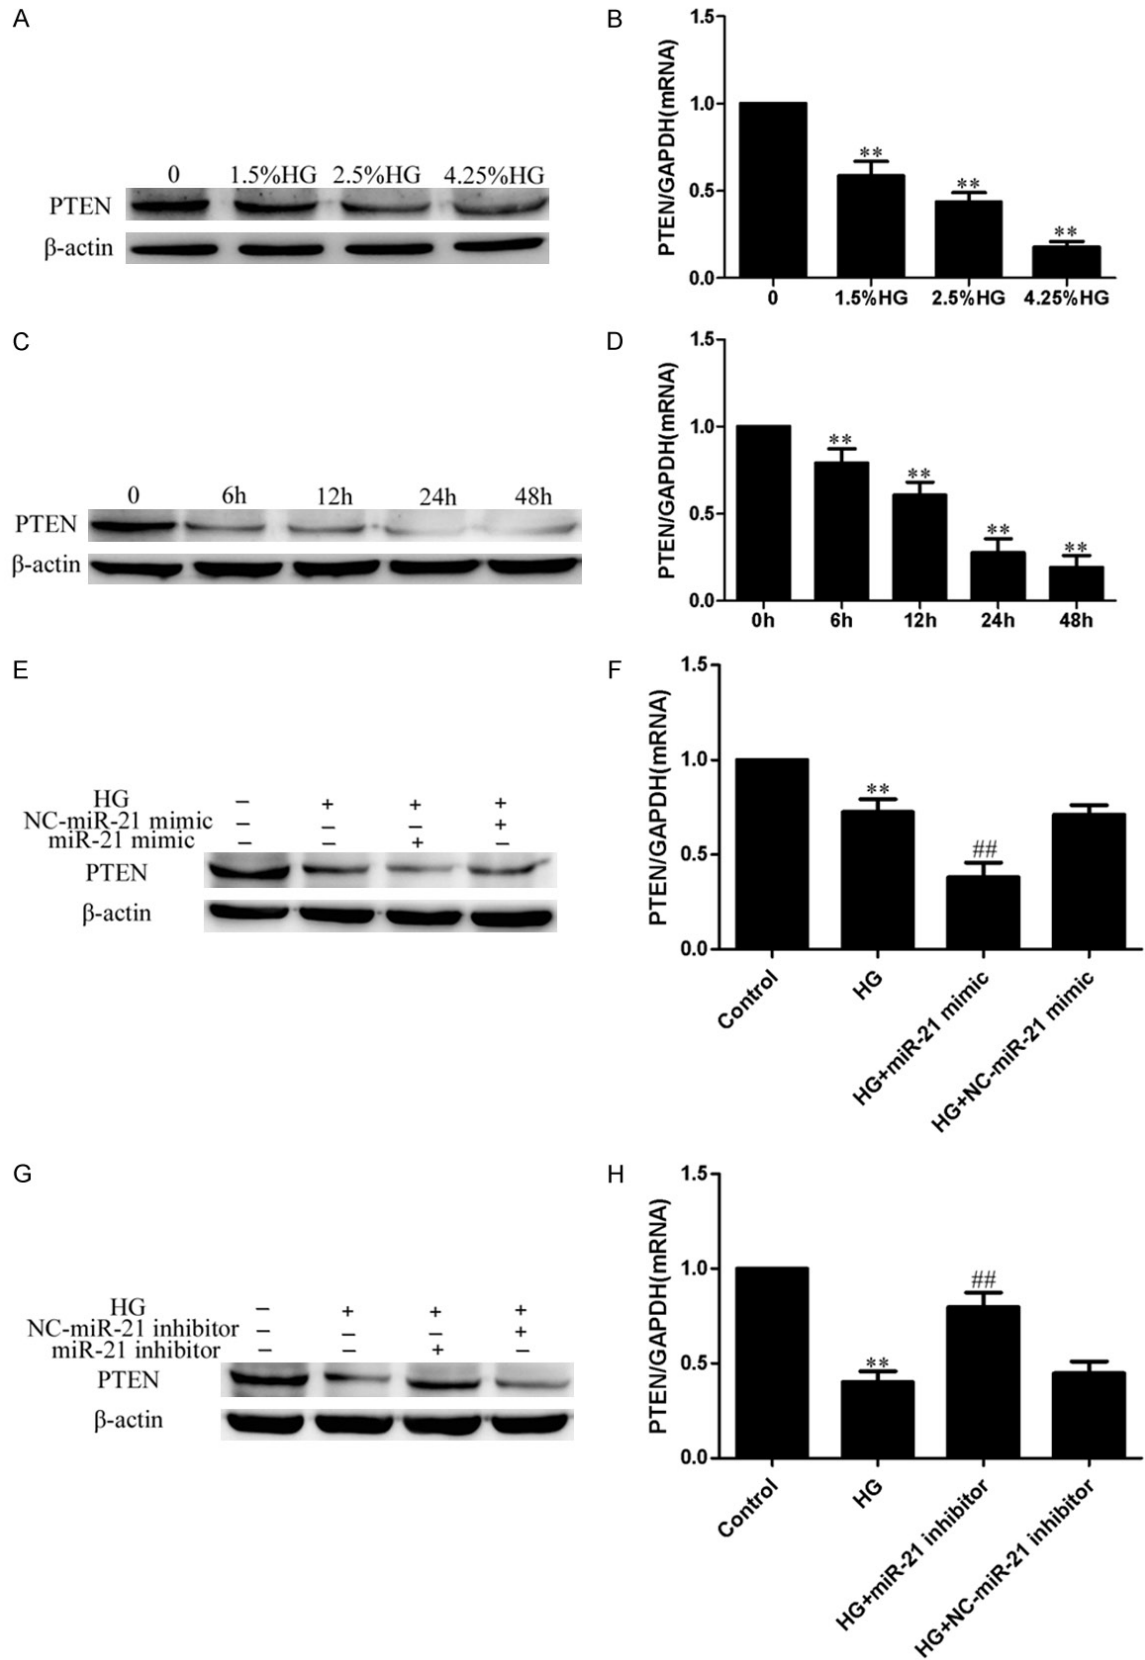 A
0 1.5%HG 2.5%HG 4.25%HG
PTEN
β-actin
B
PTEN/GAPDH(mRNA)
1.5
1.0
0.5
0.0
** ** **
0 1.5%HG 2.5%HG 4.25%HG
C
0 6h 12h 24h 48h
PTEN
β-actin
D
PTEN/GAPDH(mRNA)
1.5
1.0
0.5
0.0
** ** ** **
0h 6h 12h 24h 48h
E
HG − + + +
NC-miR-21 mimic − − − +
miR-21 mimic − − + −
PTEN
β-actin
F
PTEN/GAPDH(mRNA)
1.5
1.0
0.5
0.0
** ##
Control
HG
HG+miR-21 mimic
HG+NC-miR-21 mimic
G
HG − + + +
NC-miR-21 inhibitor − − − +
miR-21 inhibitor − − + −
PTEN
β-actin
H
PTEN/GAPDH(mRNA)
1.5
1.0
0.5
0.0
** ##
Control
HG
HG+miR-21 inhibitor
HG+NC-miR-21 inhibitor